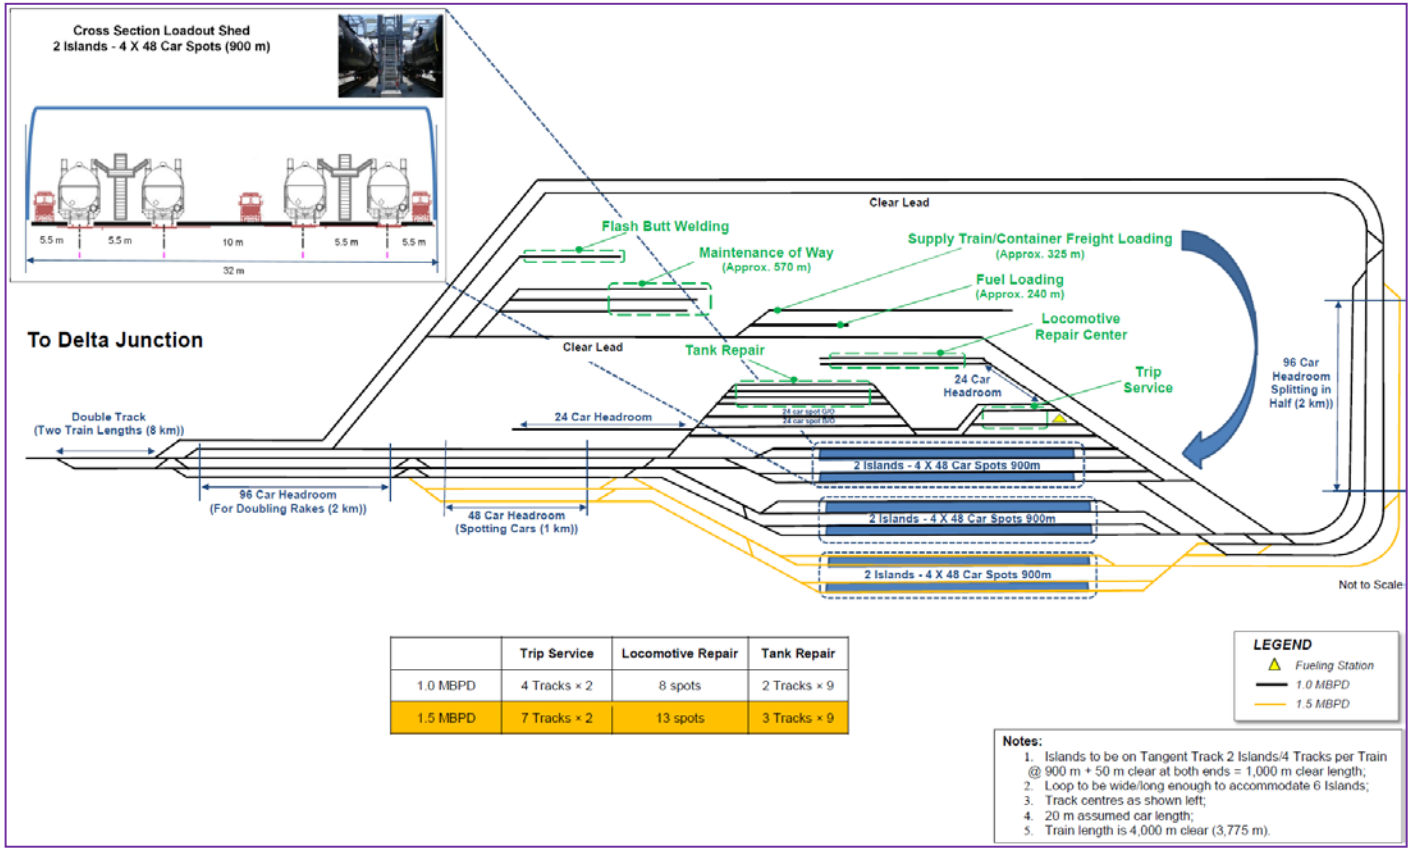 Cross Section Loadout Shed
2 Islands - 4 X 48 Car Spots (900 m)
5.5 m
5.5 m
10 m
5.5 m
5.5 m
32 m
Clear Lead
Flash Butt Welding
Maintenance of Way
(Approx. 570 m)
Supply Train/Container Freight Loading
(Approx. 325 m)
Fuel Loading
(Approx. 240 m)
Locomotive
Repair Center
To Delta Junction
Clear Lead
Tank Repair
24 Car
Headroom
Trip
Service
96 Car
Headroom
Splitting in
Half (2 km))
Double Track
(Two Train Lengths (8 km))
24 Car Headroom
24 car spot G/O
24 car spot B/O
2 Islands - 4 X 48 Car Spots 900m
96 Car Headroom
(For Doubling Rakes (2 km))
48 Car Headroom
(Spotting Cars (1 km))
2 Islands - 4 X 48 Car Spots 900m
2 Islands - 4 X 48 Car Spots 900m
Not to Scale
Trip Service Locomotive Repair Tank Repair
1.0 MBPD 4 Tracks × 2 8 spots 2 Tracks × 9
1.5 MBPD 7 Tracks × 2 13 spots 3 Tracks × 9
LEGEND
Fueling Station
1.0 MBPD
1.5 MBPD
Notes:
1. Islands to be on Tangent Track 2 Islands/4 Tracks per Train
@ 900 m + 50 m clear at both ends = 1,000 m clear length;
2. Loop to be wide/long enough to accommodate 6 Islands;
3. Track centres as shown left;
4. 20 m assumed car length;
5. Train length is 4,000 m clear (3,775 m).